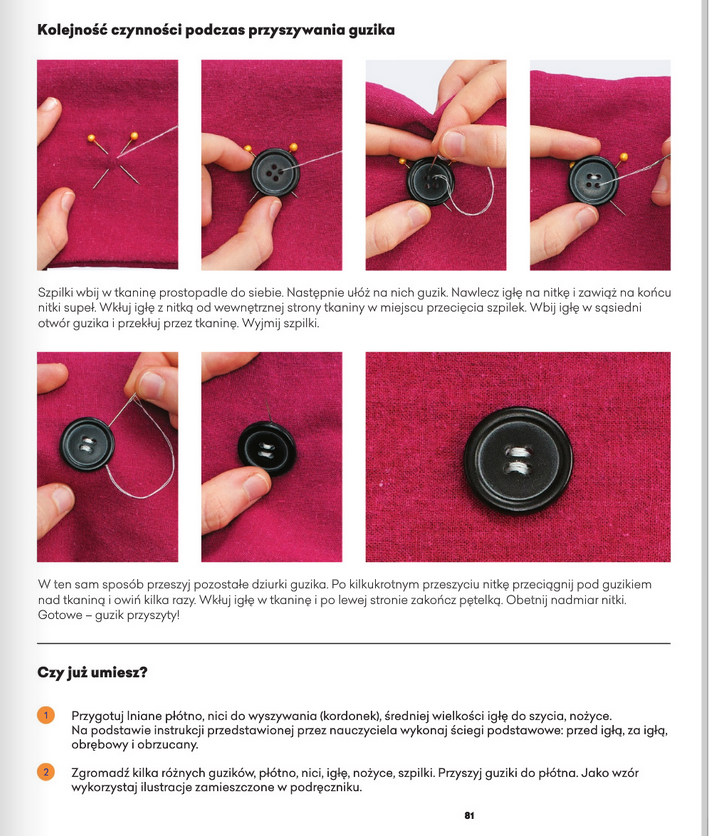 Kolejność czynności podczas przyszywania guzika
Szpilki wbij w tkaninę prostopadle do siebie. Następnie ułóż na nich guzik. Nawlecz igłę na nitkę i zawiąż na końcu
nitki supeł. Wkłuj igłę z nitką od wewnętrznej strony tkaniny w miejscu przecięcia szpilek. Wbij igłę w sąsiedni
otwór guzika i przekłuj przez tkaninę. Wyjmij szpilki.
W ten sam sposób przeszyj pozostałe dziurki guzika. Po kilkukrotnym przeszyciu nitkę przeciągnij pod guzikiem
nad tkaniną i owiń kilka razy. Wkłuj igłę w tkaninę i po lewej stronie zakończ pętelką. Obetnij nadmiar nitki.
Gotowe – guzik przyszyty!
Czy już umiesz?
1 Przygotuj lniane płótno, nici do wyszywania (kordonek), średniej wielkości igłę do szycia, nożyce.
Na podstawie instrukcji przedstawionej przez nauczyciela wykonaj ściegi podstawowe: przed igłą, za igłą,
obrębowy i obrzucany.
2 Zgromadź kilka różnych guzików, płótno, nici, igłę, nożyce, szpilki. Przyszyj guziki do płótna. Jako wzór
wykorzystaj ilustracje zamieszczone w podręczniku.
81